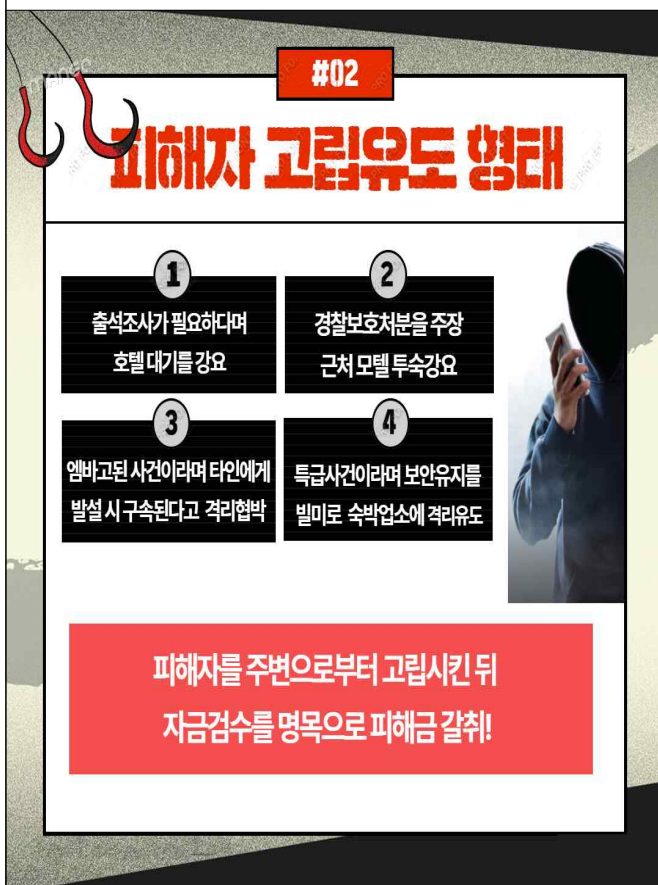 #02
피해자 고립유도 형태
1
출석조사가 필요하다며
호텔 대기를 강요
2
경찰보호처분을 주장
근처 모텔 투숙강요
3
엠바고된 사건이라며 타인에게
발설 시 구속된다고 격리협박
4
특급사건이라며 보안유지를
빌미로 숙박업소에 격리유도
피해자를 주변으로부터 고립시킨 뒤
자금검수를 명목으로 피해금 갈취!